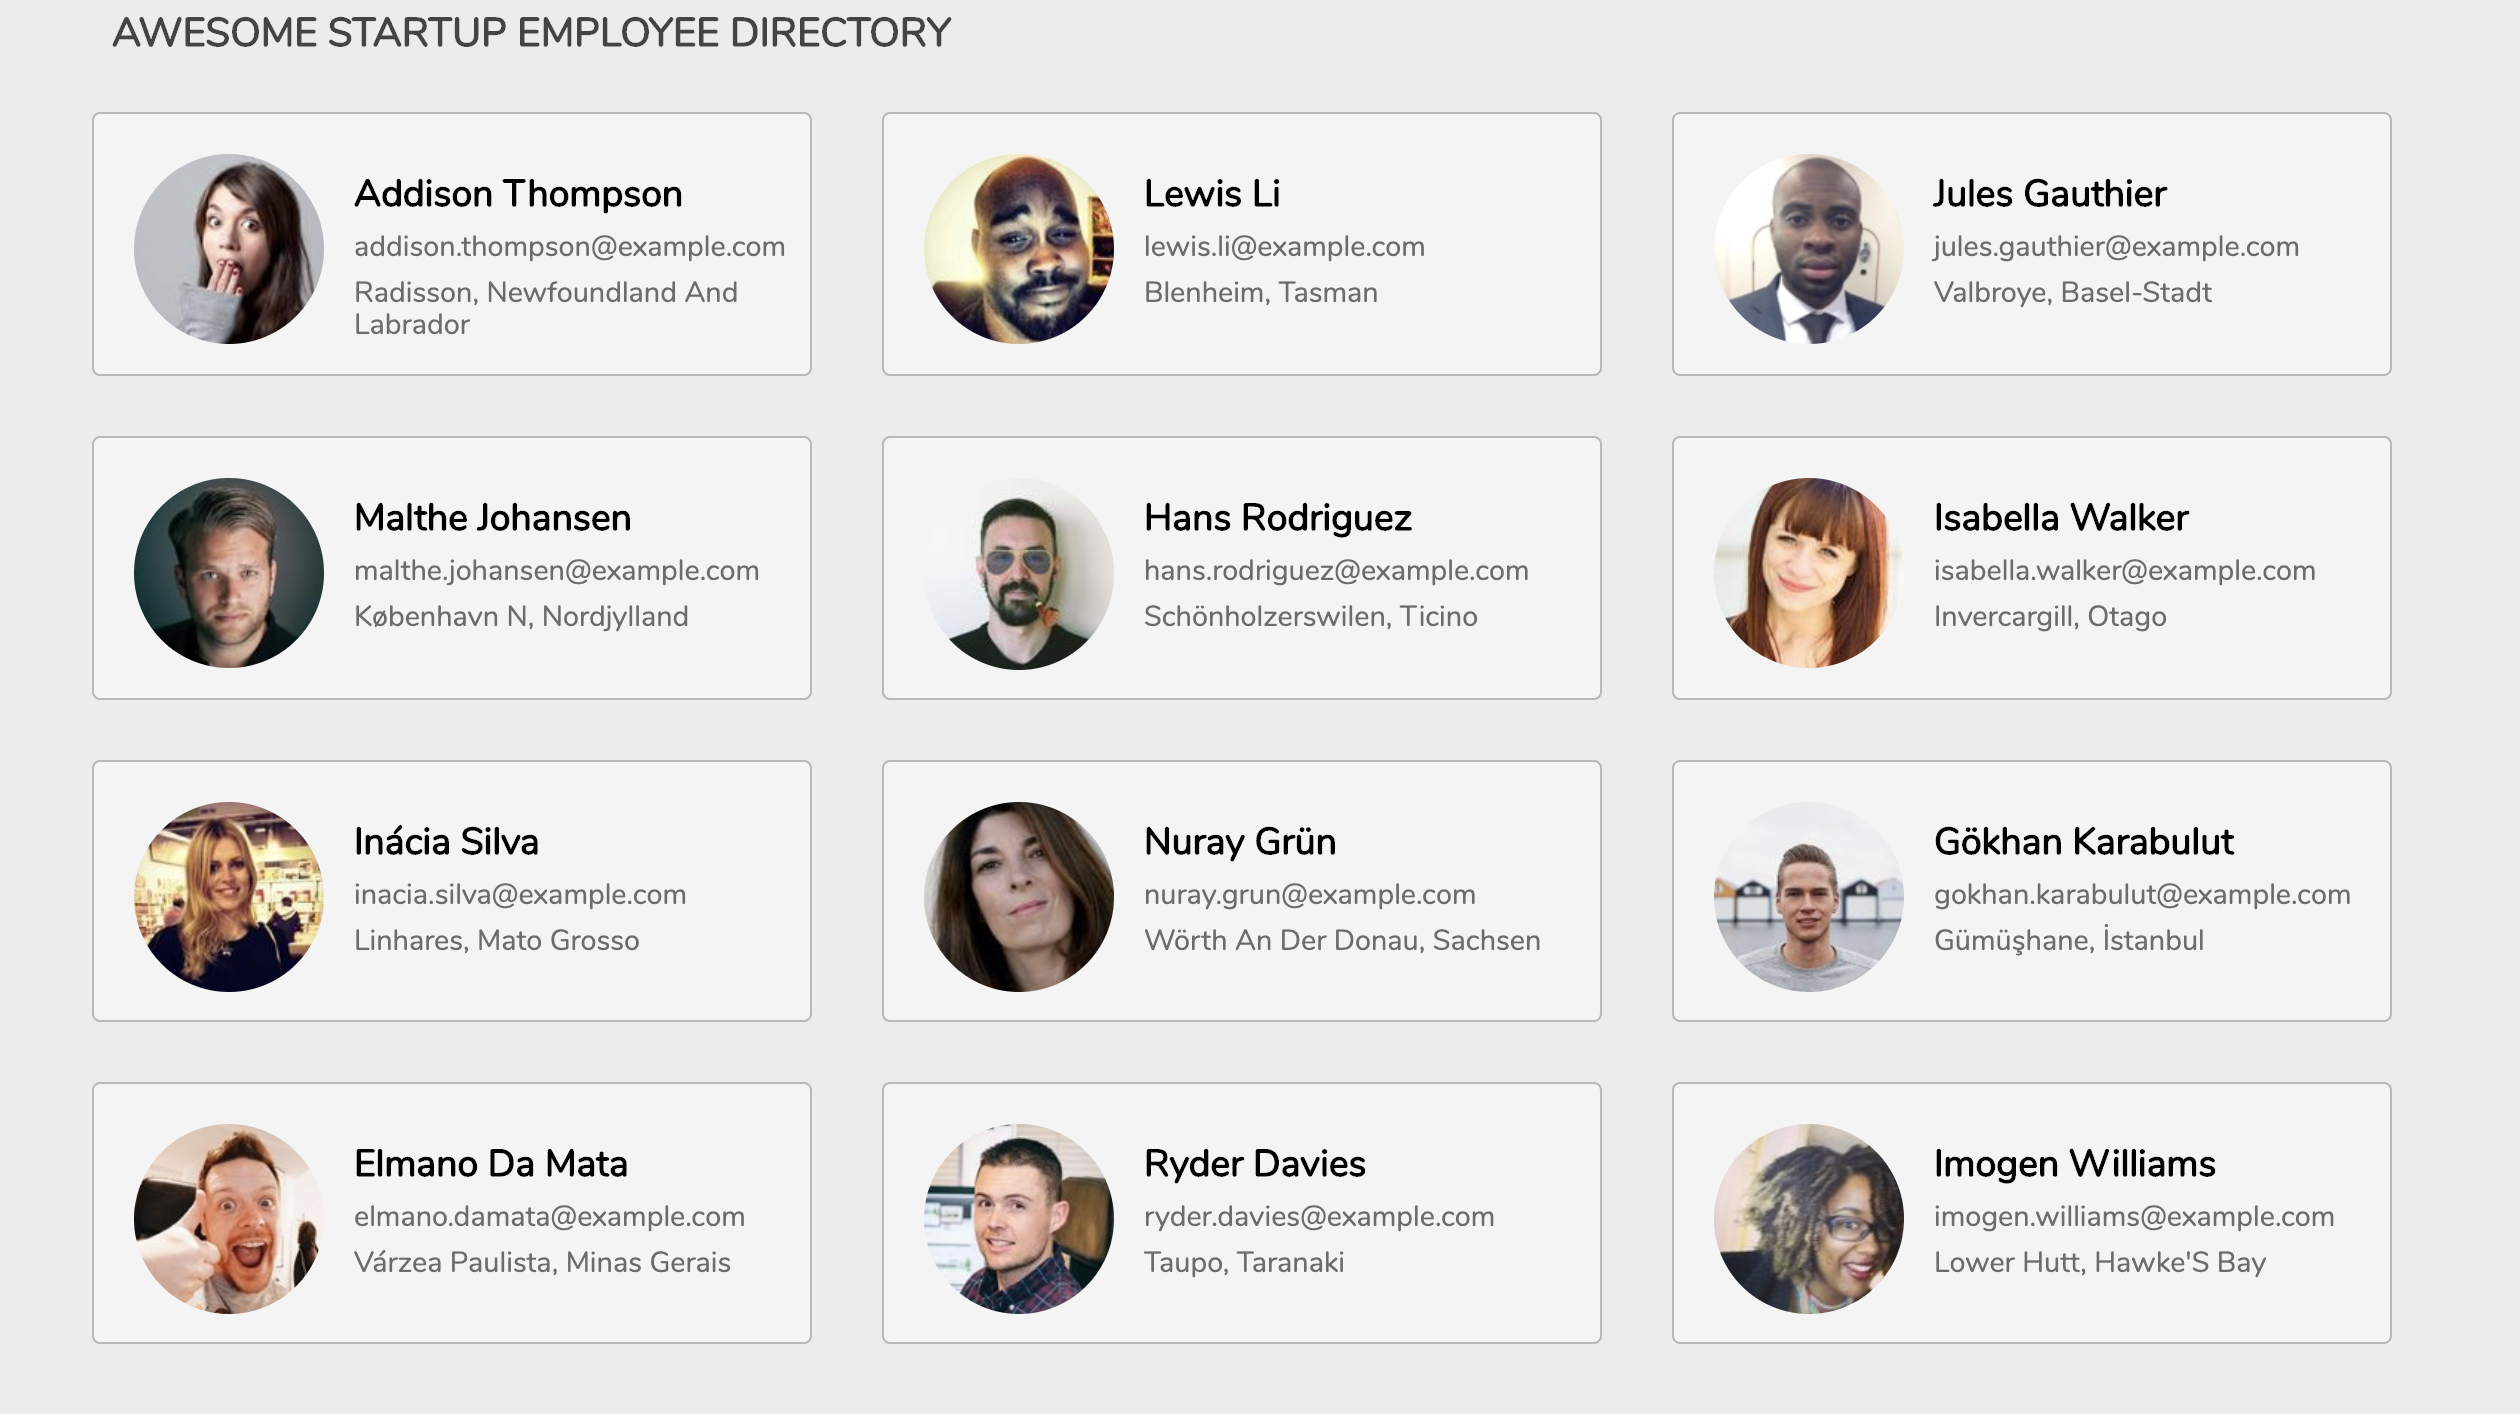 AWESOME STARTUP EMPLOYEE DIRECTORY
Addison Thompson
addison.thompson@example.com
Radisson, Newfoundland And
Labrador
Lewis Li
lewis.li@example.com
Blenheim, Tasman
Jules Gauthier
jules.gauthier@example.com
Valbroye, Basel-Stadt
Malthe Johansen
malthe.johansen@example.com
København N, Nordjylland
Hans Rodriguez
hans.rodriguez@example.com
Schönholzerswilen, Ticino
Isabella Walker
isabella.walker@example.com
Invercargill, Otago
Inácia Silva
inacia.silva@example.com
Linhares, Mato Grosso
Nuray Grün
nuray.grun@example.com
Wörth An Der Donau, Sachsen
Gökhan Karabulut
gokhan.karabulut@example.com
Gümüşhane, İstanbul
Elmano Da Mata
elmano.damata@example.com
Várzea Paulista, Minas Gerais
Ryder Davies
ryder.davies@example.com
Taupo, Taranaki
Imogen Williams
imogen.williams@example.com
Lower Hutt, Hawke'S Bay